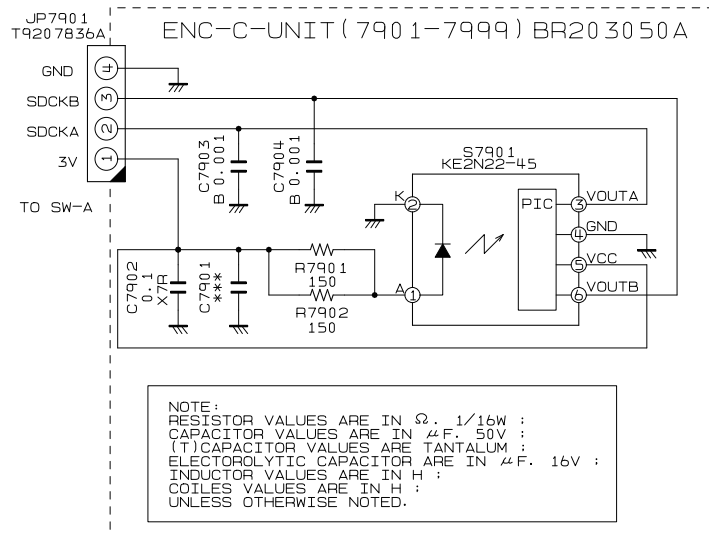 JP7901
T9207836A
ENC-C-UNIT(7901-7999)BR203050A
GND 4
SDCKB 3
SDCKA 2
3V 1
TO SW-A
C7903
B 0.001
C7904
B 0.001
S7901
KE2N22-45
K 2
A 1
PIC
3 VOUTA
4 GND
5 VCC
6 VOUTB
C7902
0.1
X7R
C7901
***
R7901
150
R7902
150
NOTE:
RESISTOR VALUES ARE IN Ω. 1/16W ;
CAPACITOR VALUES ARE IN μF. 50V ;
(T)CAPACITOR VALUES ARE TANTALUM ;
ELECTOROLYTIC CAPACITOR ARE IN μF. 16V ;
INDUCTOR VALUES ARE IN H ;
COILES VALUES ARE IN H ;
UNLESS OTHERWISE NOTED.